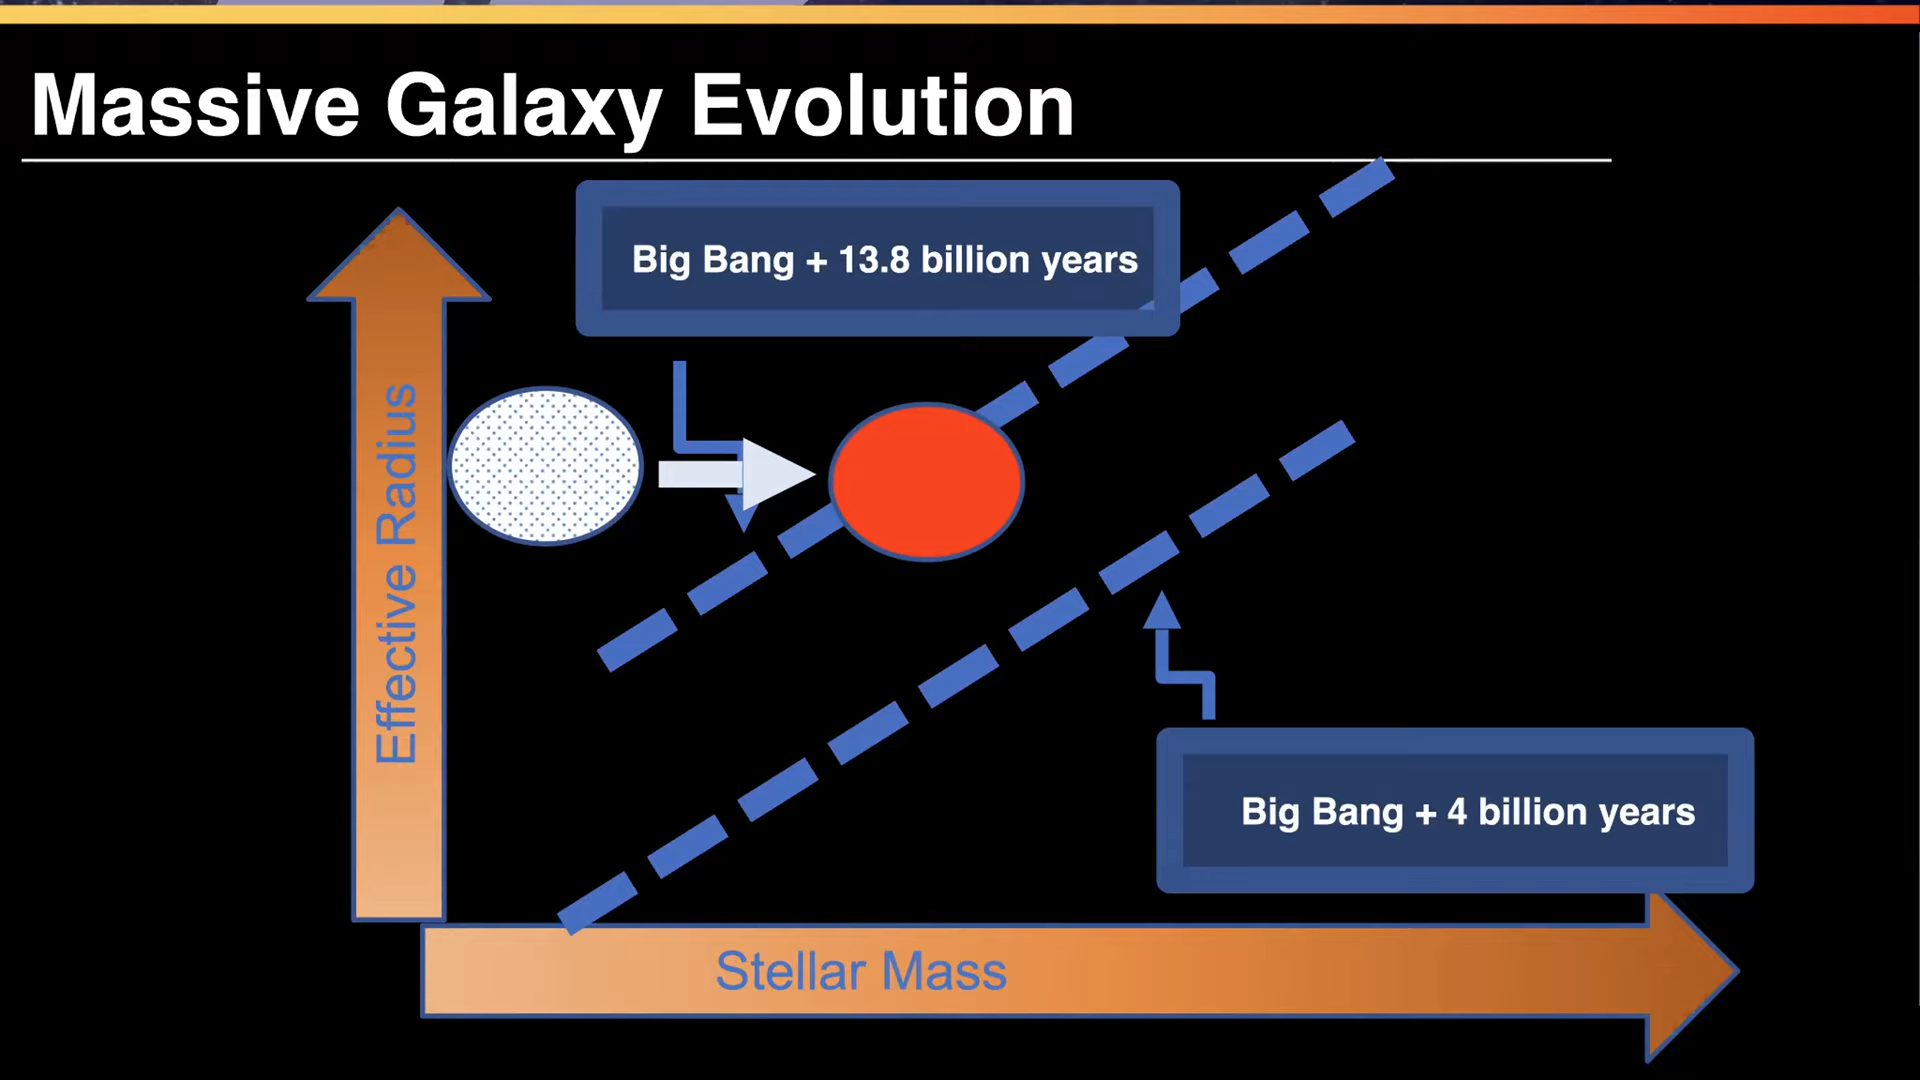 Massive Galaxy Evolution
Big Bang + 13.8 billion years
Effective Radius
Big Bang + 4 billion years
Stellar Mass